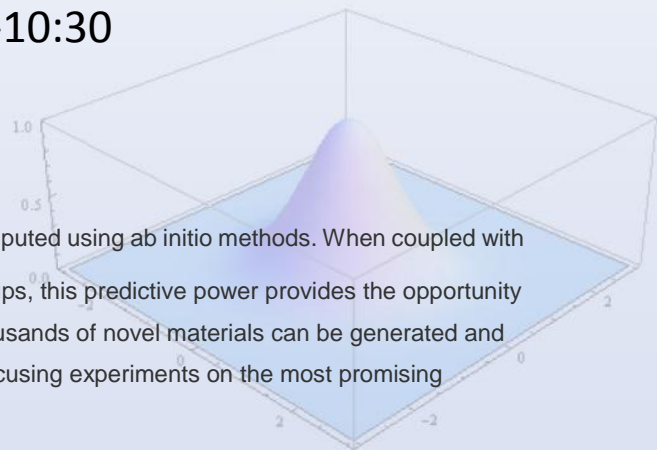 10:30
1.0
0.5
puted using ab initio methods. When coupled with
0.0
ps, this predictive power provides the opportunity
-2
2
usands of novel materials can be generated and
0
0
cusing experiments on the most promising
2
-2